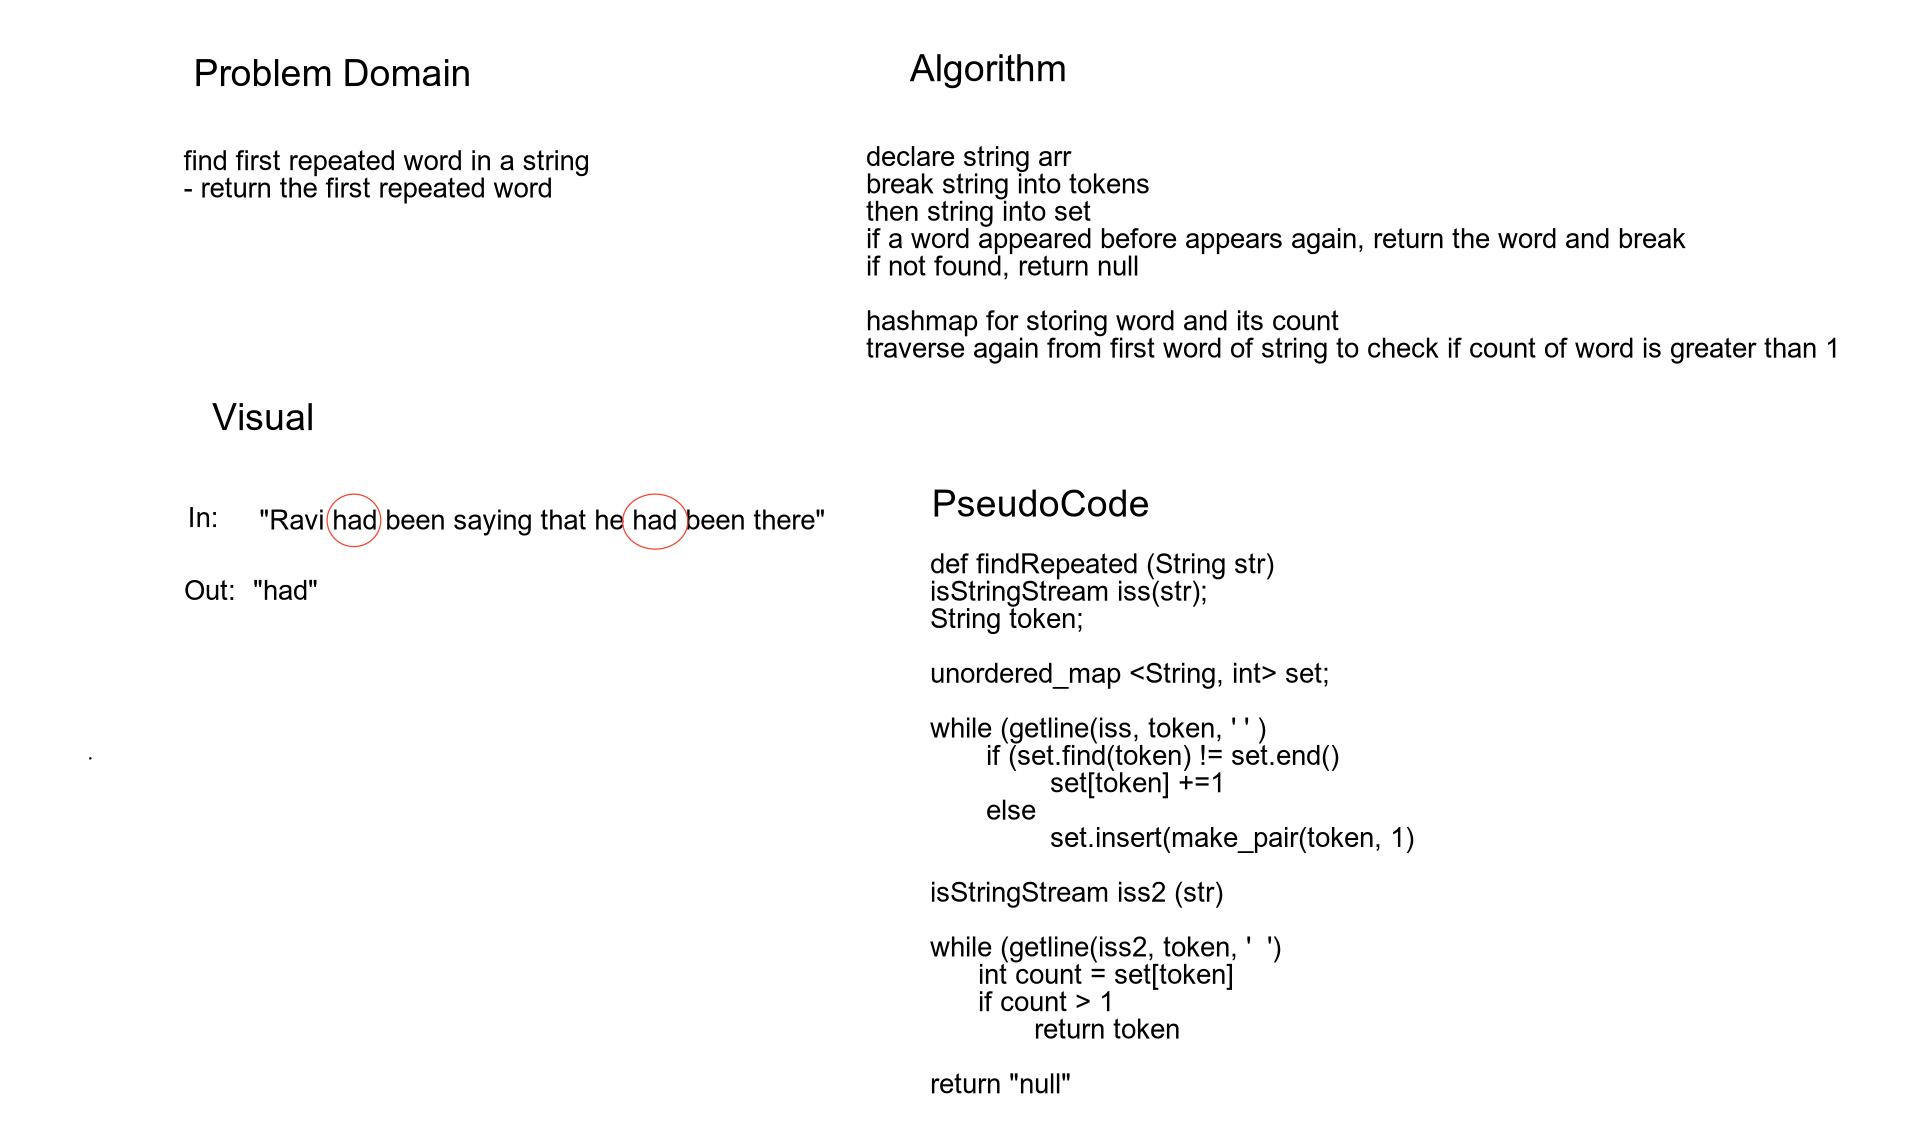 Problem Domain
find first repeated word in a string
- return the first repeated word
Visual
In: "Ravi had been saying that he had been there"
Out: "had"
Algorithm
declare string arr
break string into tokens
then string into set
if a word appeared before appears again, return the word and break
if not found, return null
hashmap for storing word and its count
traverse again from first word of string to check if count of word is greater than 1
PseudoCode
def findRepeated (String str)
isStringStream iss(str);
String token;
unordered_map <String, int> set;
while (getline(iss, token, ' ' )
if (set.find(token) != set.end()
set[token] +=1
else
set.insert(make_pair(token, 1)
isStringStream iss2 (str)
while (getline(iss2, token, '  ')
int count = set[token]
if count > 1
return token
return "null"